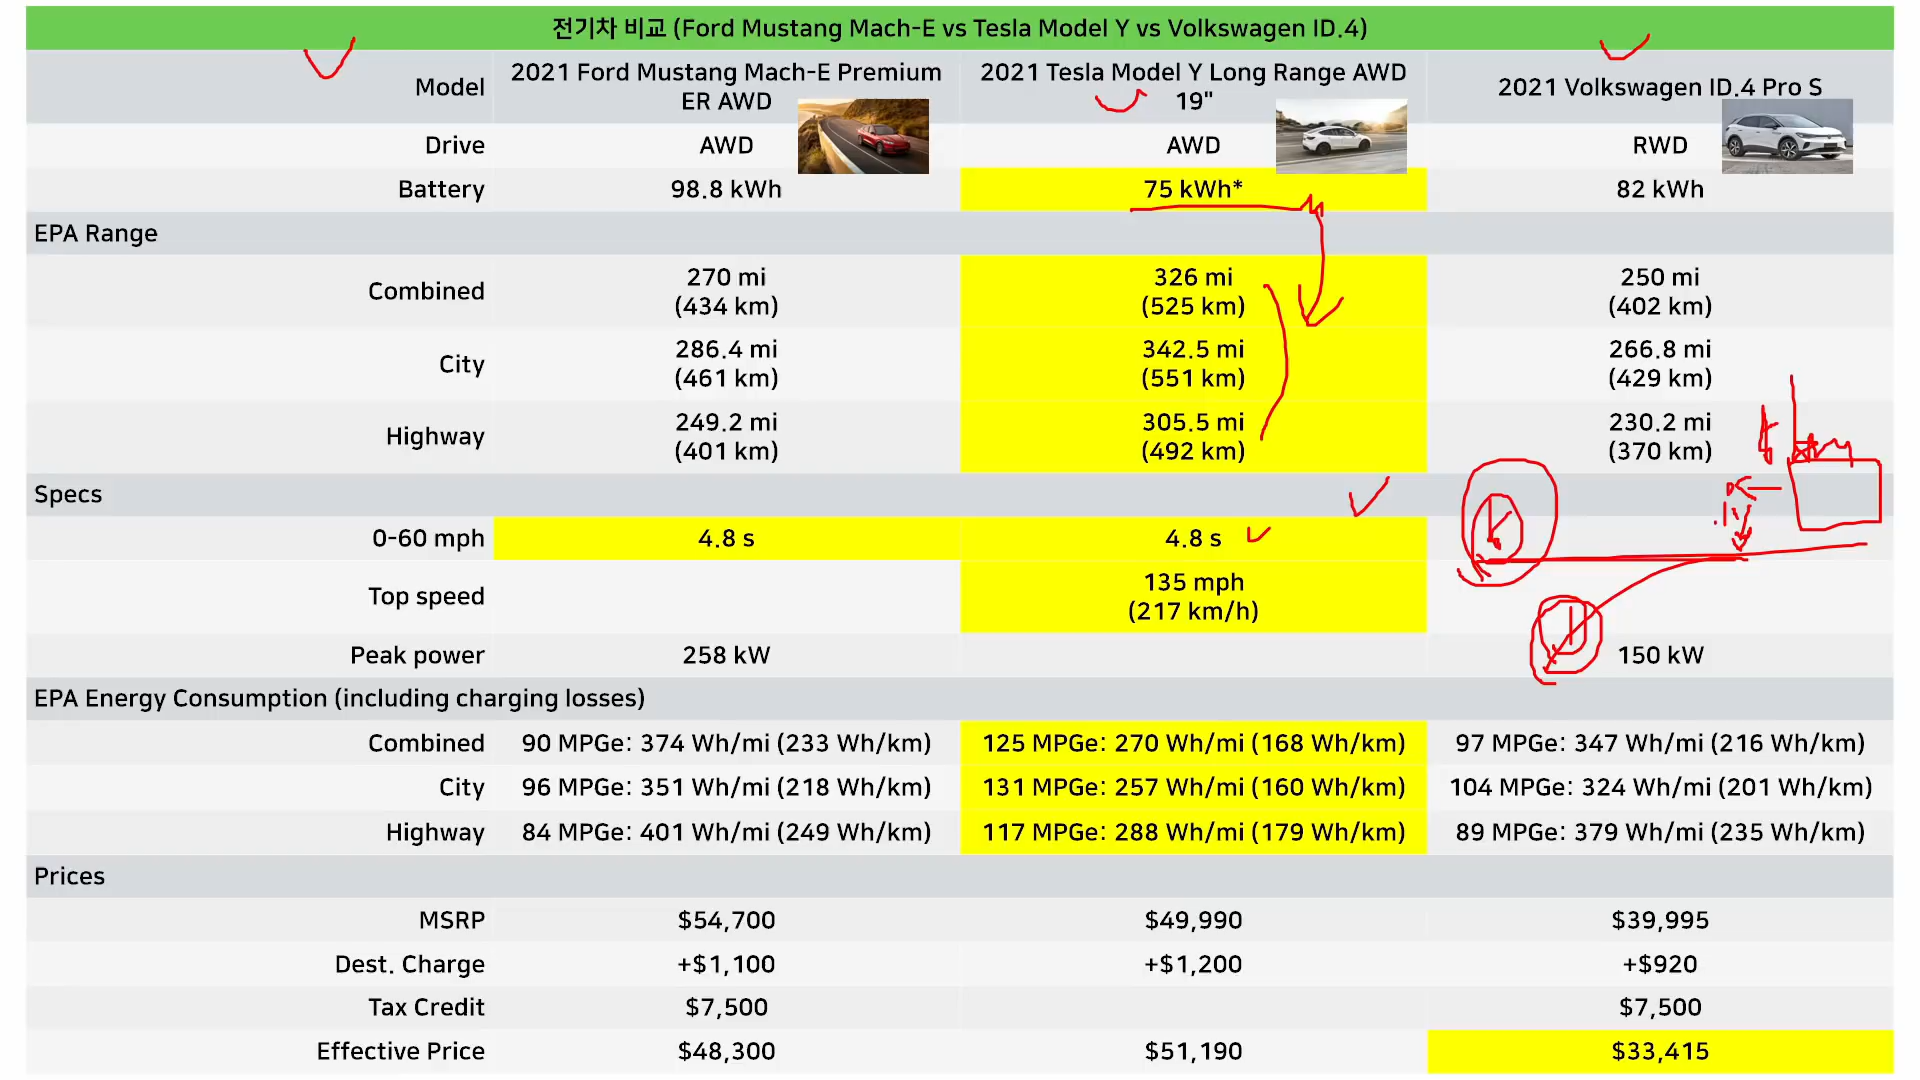 전기차 비교 (Ford Mustang Mach-E vs Tesla Model Y vs Volkswagen ID.4)
Model
2021 Ford Mustang Mach-E Premium
ER AWD
2021 Tesla Model Y Long Range AWD
19"
2021 Volkswagen ID.4 Pro S
Drive AWD AWD RWD
Battery 98.8 kWh 75 kWh* 82 kWh
EPA Range
Combined 270 mi 326 mi 250 mi
(434 km) (525 km) (402 km)
City 286.4 mi 342.5 mi 266.8 mi
(461 km) (551 km) (429 km)
Highway 249.2 mi 305.5 mi 230.2 mi
(401 km) (492 km) (370 km)
Specs
0-60 mph 4.8 s 4.8 s
Top speed 135 mph
(217 km/h)
Peak power 258 kW 150 kW
EPA Energy Consumption (including charging losses)
Combined 90 MPGe: 374 Wh/mi (233 Wh/km) 125 MPGe: 270 Wh/mi (168 Wh/km) 97 MPGe: 347 Wh/mi (216 Wh/km)
City 96 MPGe: 351 Wh/mi (218 Wh/km) 131 MPGe: 257 Wh/mi (160 Wh/km) 104 MPGe: 324 Wh/mi (201 Wh/km)
Highway 84 MPGe: 401 Wh/mi (249 Wh/km) 117 MPGe: 288 Wh/mi (179 Wh/km) 89 MPGe: 379 Wh/mi (235 Wh/km)
Prices
MSRP $54,700 $49,990 $39,995
Dest. Charge +$1,100 +$1,200 +$920
Tax Credit $7,500 $7,500
Effective Price $48,300 $51,190 $33,415